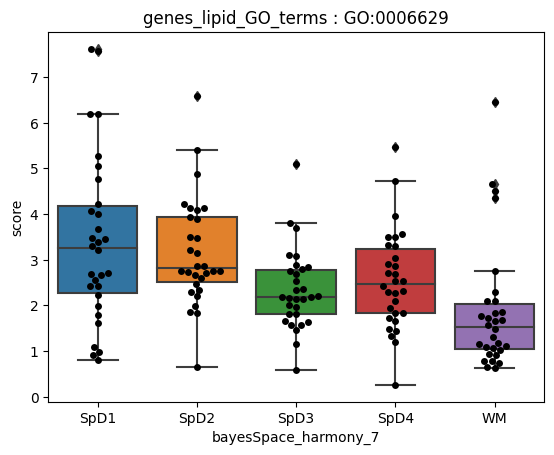 genes_lipid_GO_terms : GO:0006629
7
6
5
4
3
2
1
0
score
SpD1 SpD2 SpD3 SpD4 WM
bayesSpace_harmony_7